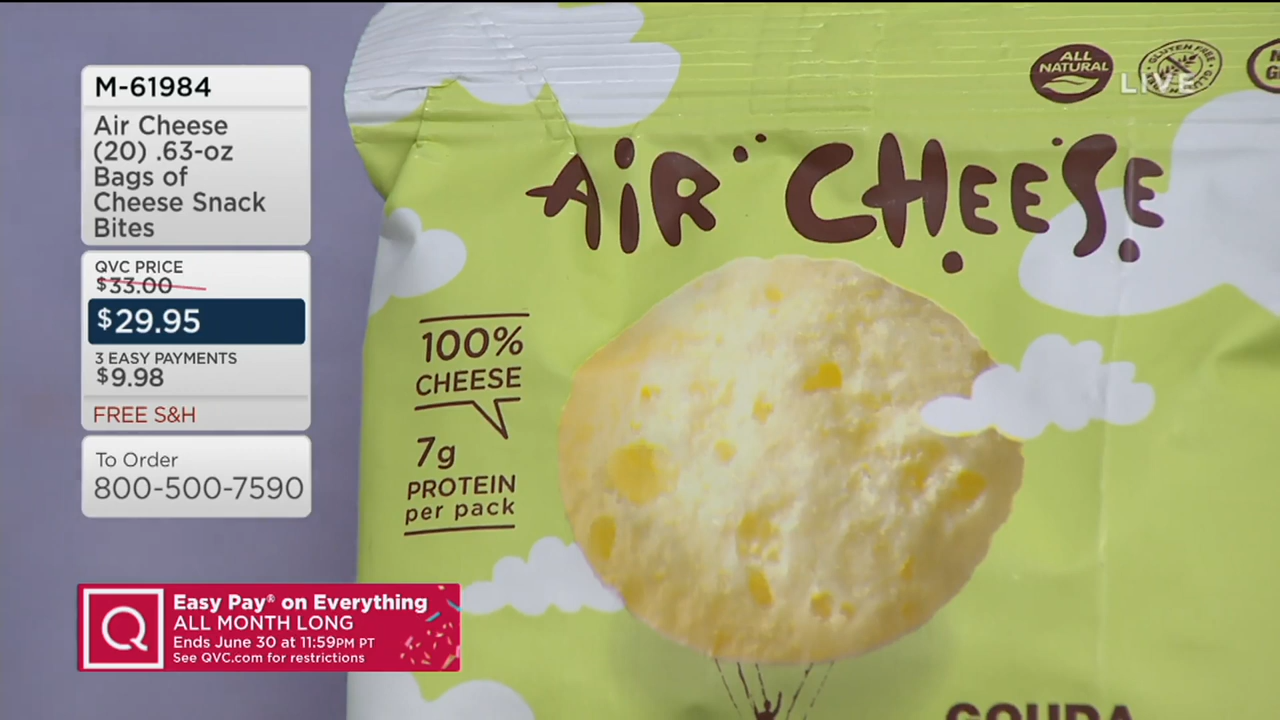 M-61984
Air Cheese
(20) .63-oz
Bags of
Cheese Snack
Bites
QVC PRICE
$33.00
$29.95
3 EASY PAYMENTS
$9.98
FREE S&H
To Order
800-500-7590
Q
Easy Pay® on Everything
ALL MONTH LONG
Ends June 30 at 11:59PM PT
See QVC.com for restrictions
ALL
NATURAL
GLUTEN FREE
LIVE
AIR CHEESE
100%
CHEESE
7g
PROTEIN
per pack
GOUDA